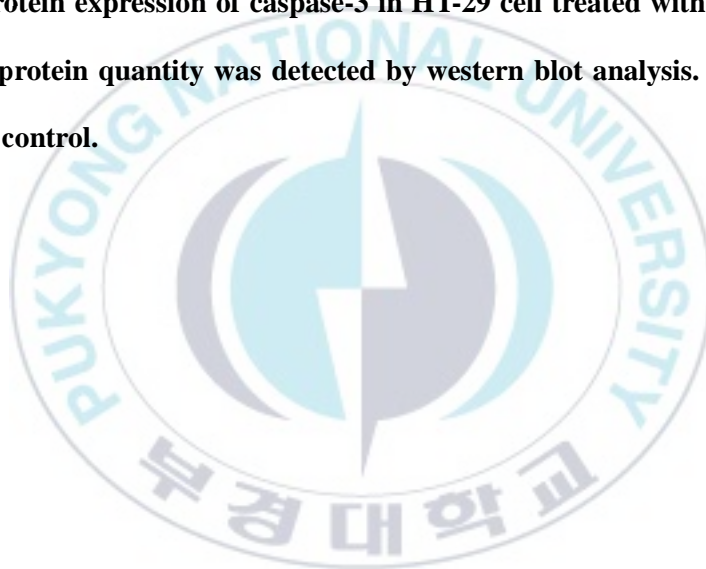 rotein expression of caspase-3 in HT-29 cell treated with
protein quantity was detected by western blot analysis.
control.
PUKYONG NATIONAL UNIVERSITY
부경대학교